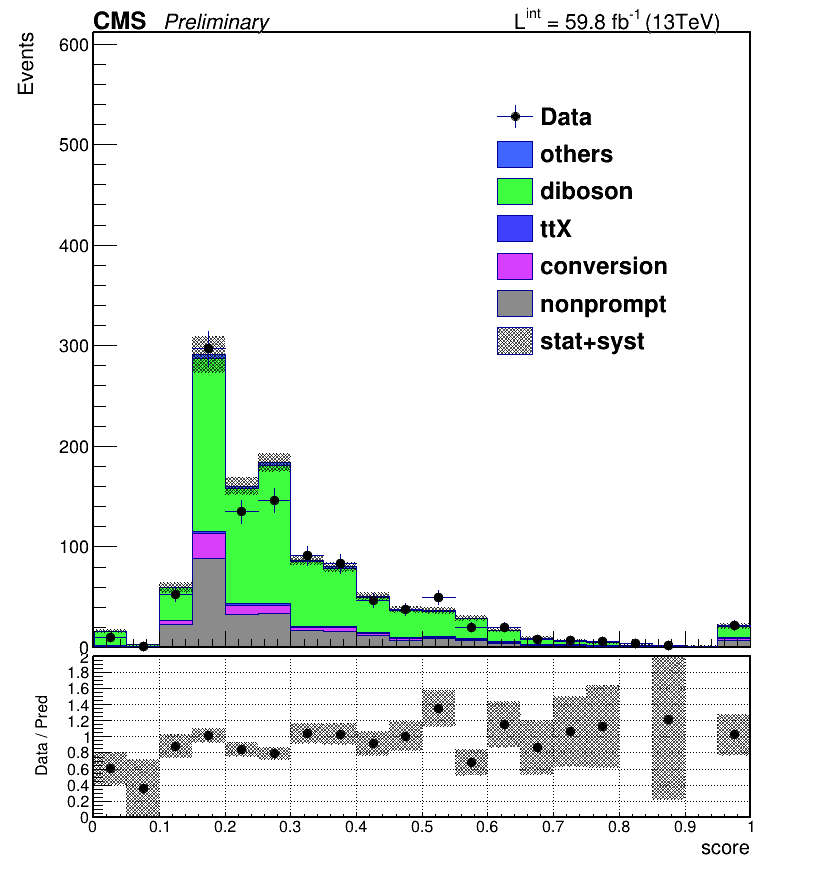 CMS Preliminary L^int = 59.8 fb^-1 (13TeV)
Events
600
500
400
300
200
100
0
Data
others
diboson
ttX
conversion
nonprompt
stat+syst
Data / Pred
2
1.8
1.6
1.4
1.2
1
0.8
0.6
0.4
0.2
0
0 0.1 0.2 0.3 0.4 0.5 0.6 0.7 0.8 0.9 1
score